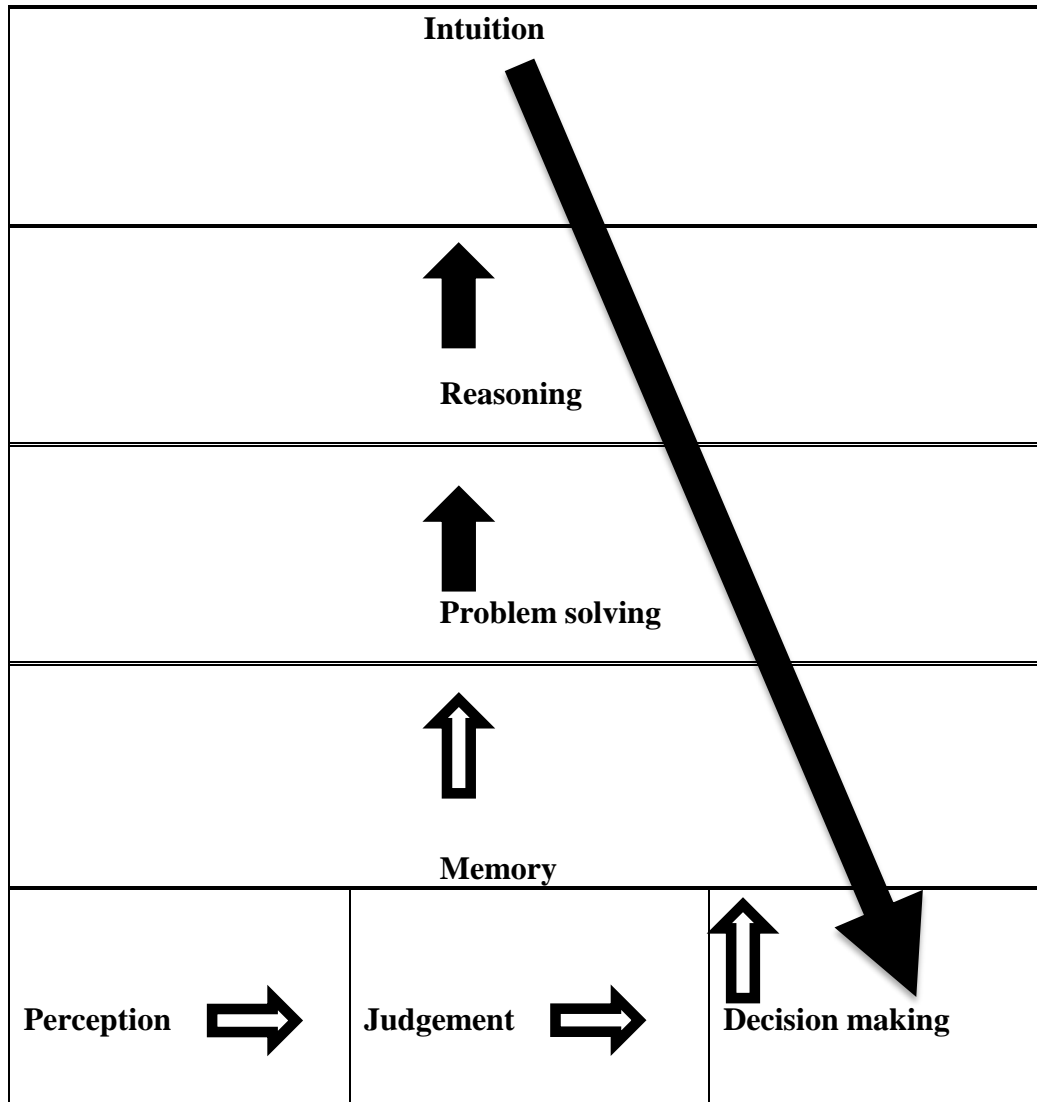 Intuition
Reasoning
Problem solving
Memory
Perception
Judgement
Decision making